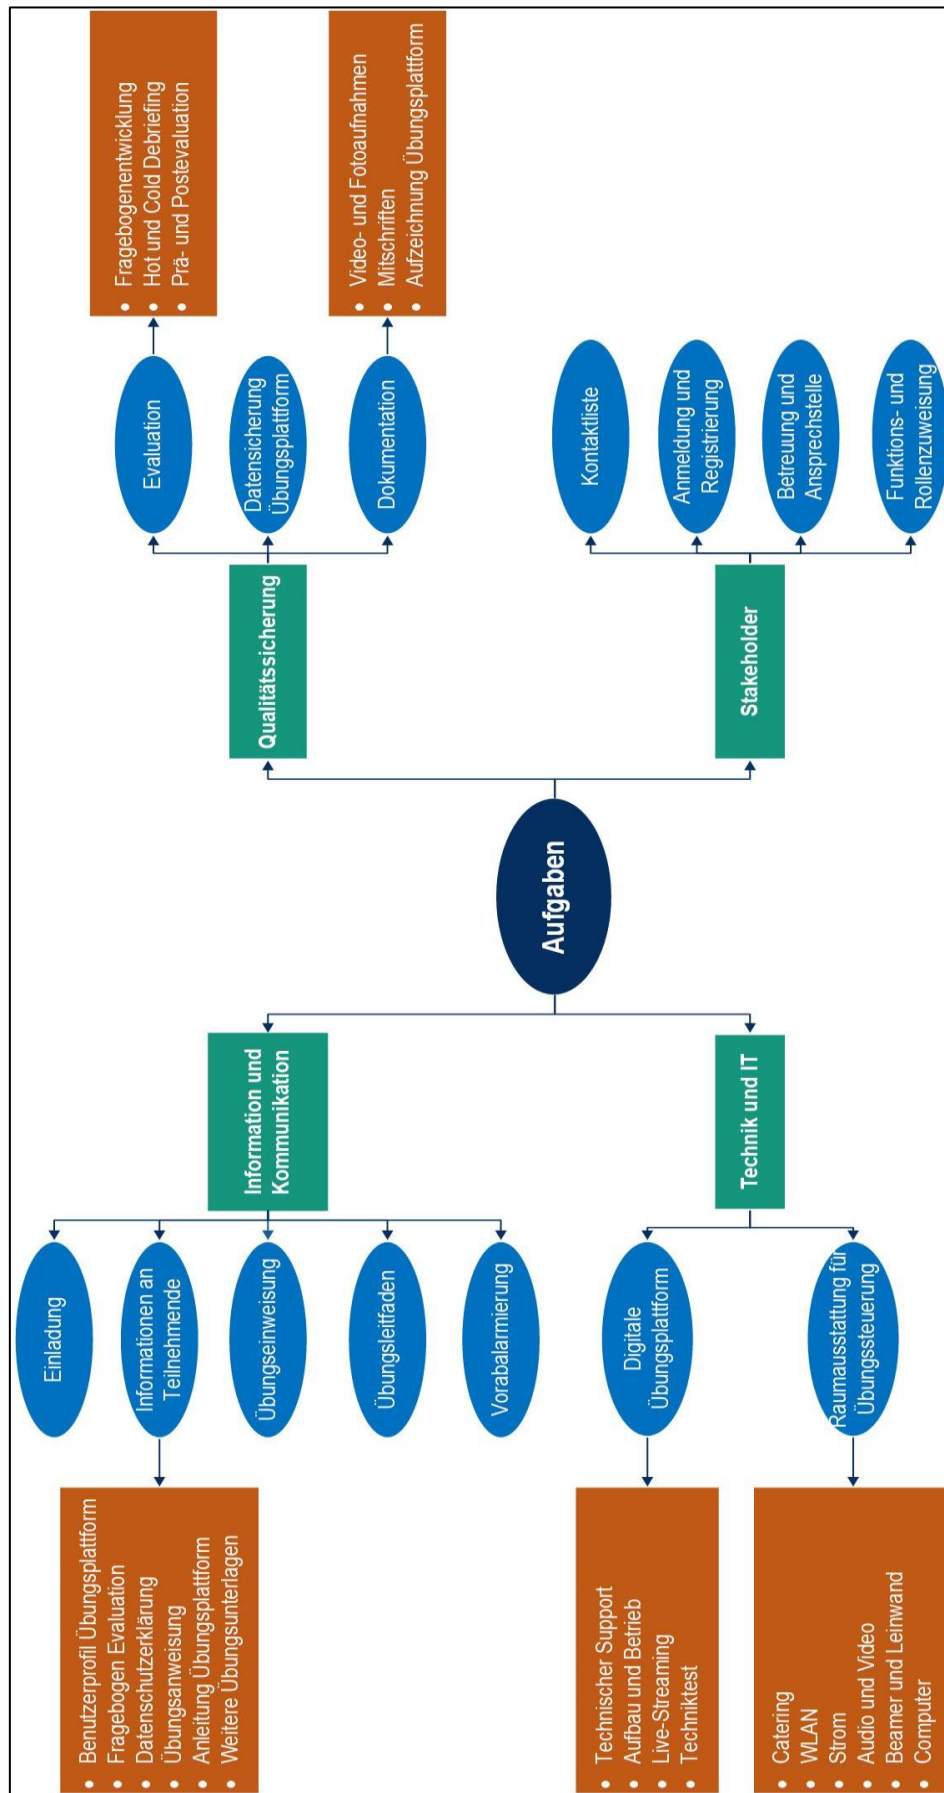 Aufgaben
Information und
Kommunikation
Einladung
Informationen an
Teilnehmende
• Benutzerprofil Übungsplattform
• Fragebogen Evaluation
• Datenschutzerklärung
• Übungsanweisung
• Anleitung Übungsplattform
• Weitere Übungsunterlagen
Übungseinweisung
Übungsleitfaden
Vorabalarmierung
Technik und IT
Digitale
Übungsplattform
• Technischer Support
• Aufbau und Betrieb
• Live-Streaming
• Techniktest
Raumausstattung für
Übungssteuerung
• Catering
• WLAN
• Strom
• Audio und Video
• Beamer und Leinwand
• Computer
Qualitätssicherung
Evaluation
• Fragebogenentwicklung
• Hot und Cold Debriefing
• Prä- und Postevaluation
Datensicherung
Übungsplattform
Dokumentation
• Video- und Fotoaufnahmen
• Mitschriften
• Aufzeichnung Übungsplattform
Stakeholder
Kontaktliste
Anmeldung und
Registrierung
Betreuung und
Ansprechstelle
Funktions- und
Rollenzuweisung